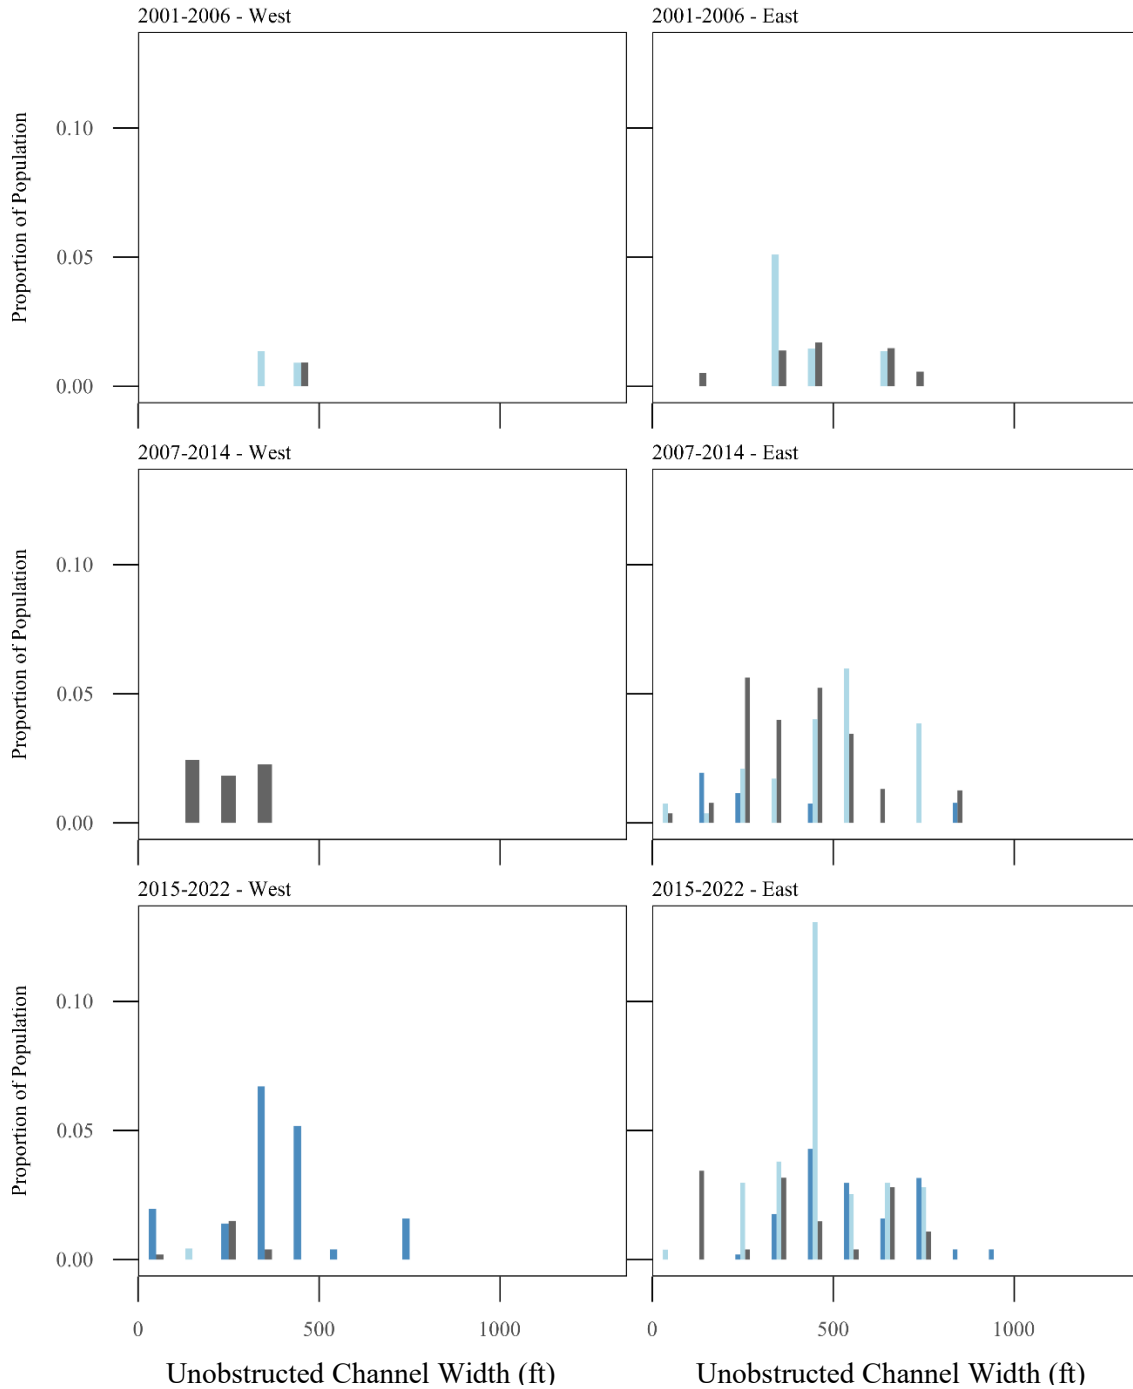 2001-2006 - West
2001-2006 - East
Proportion of Population
0.10
0.05
0.00
2007-2014 - West
2007-2014 - East
Proportion of Population
0.10
0.05
0.00
2015-2022 - West
2015-2022 - East
Proportion of Population
0.10
0.05
0.00
0 500 1000
0 500 1000
Unobstructed Channel Width (ft)
Unobstructed Channel Width (ft)